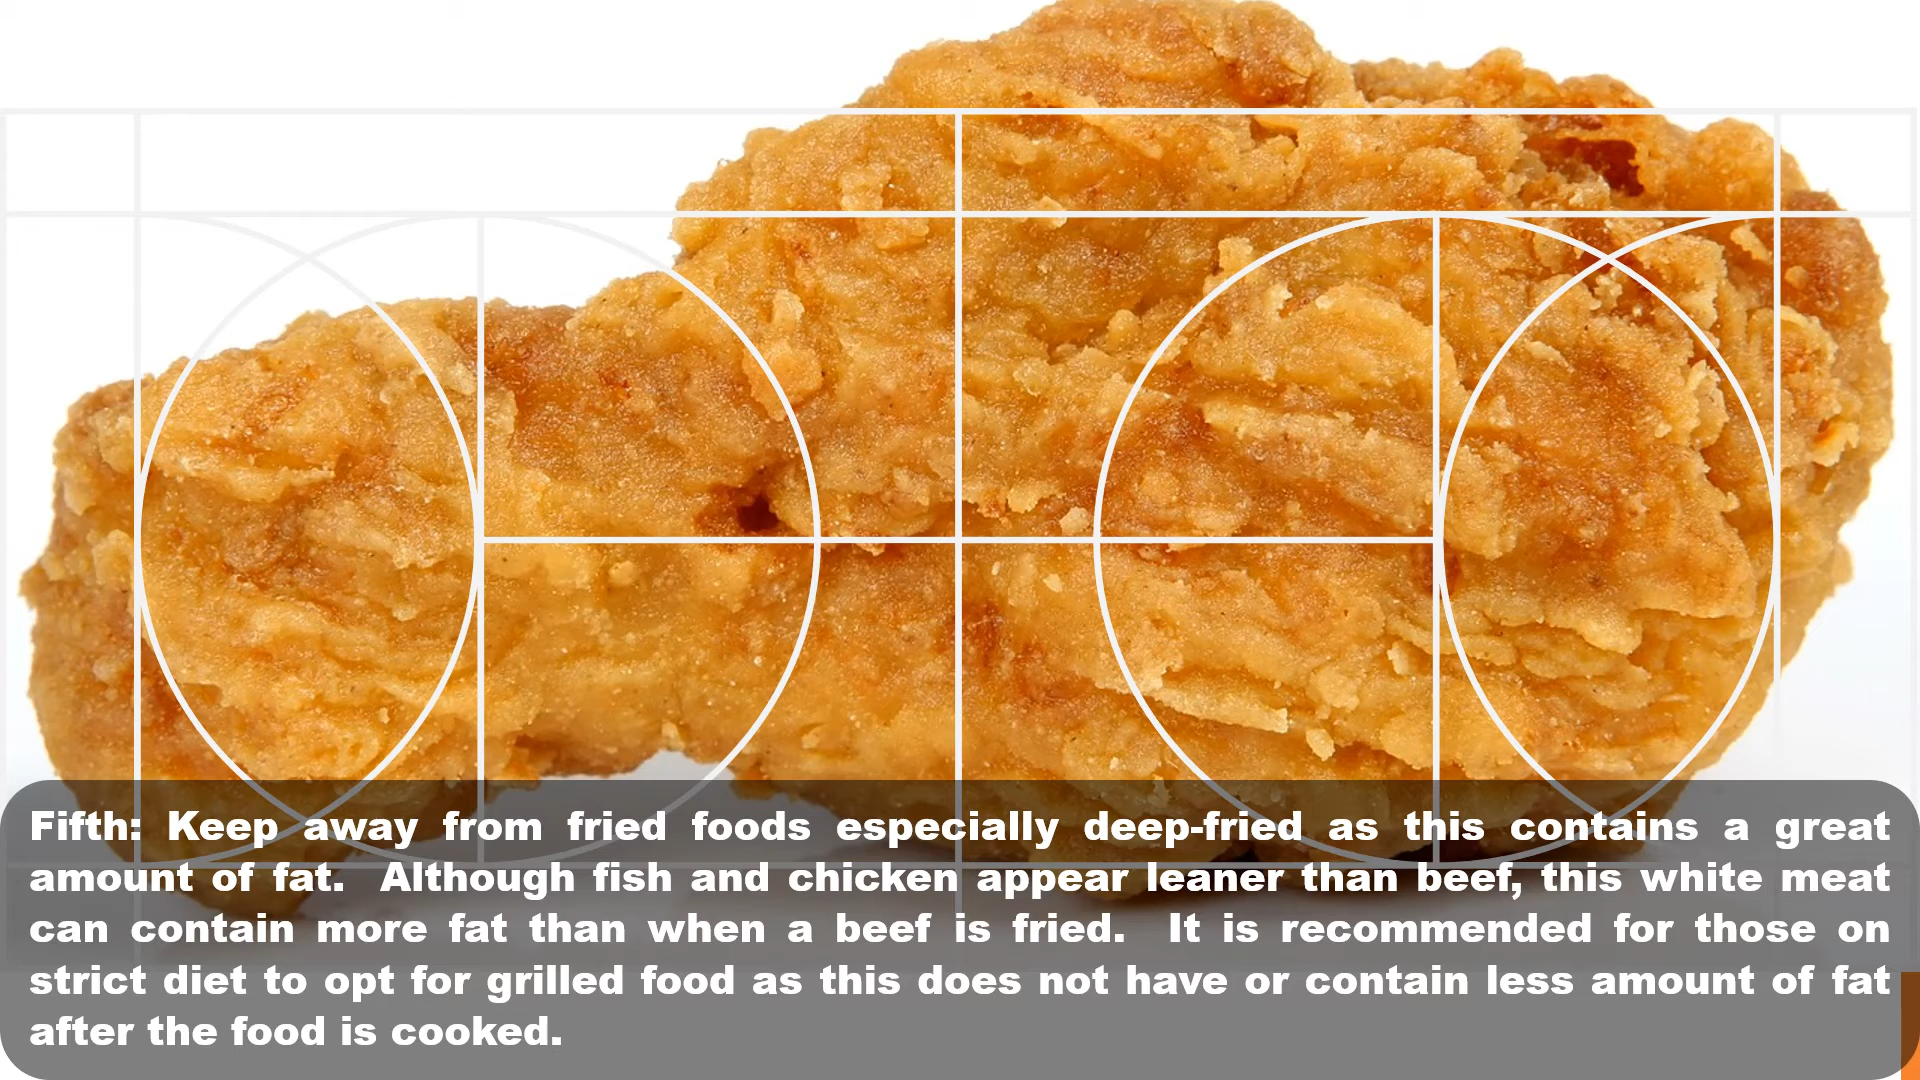 Fifth: Keep away from fried foods especially deep-fried as this contains a great
amount of fat.  Although fish and chicken appear leaner than beef, this white meat
can contain more fat than when a beef is fried.  It is recommended for those on
strict diet to opt for grilled food as this does not have or contain less amount of fat
after the food is cooked.